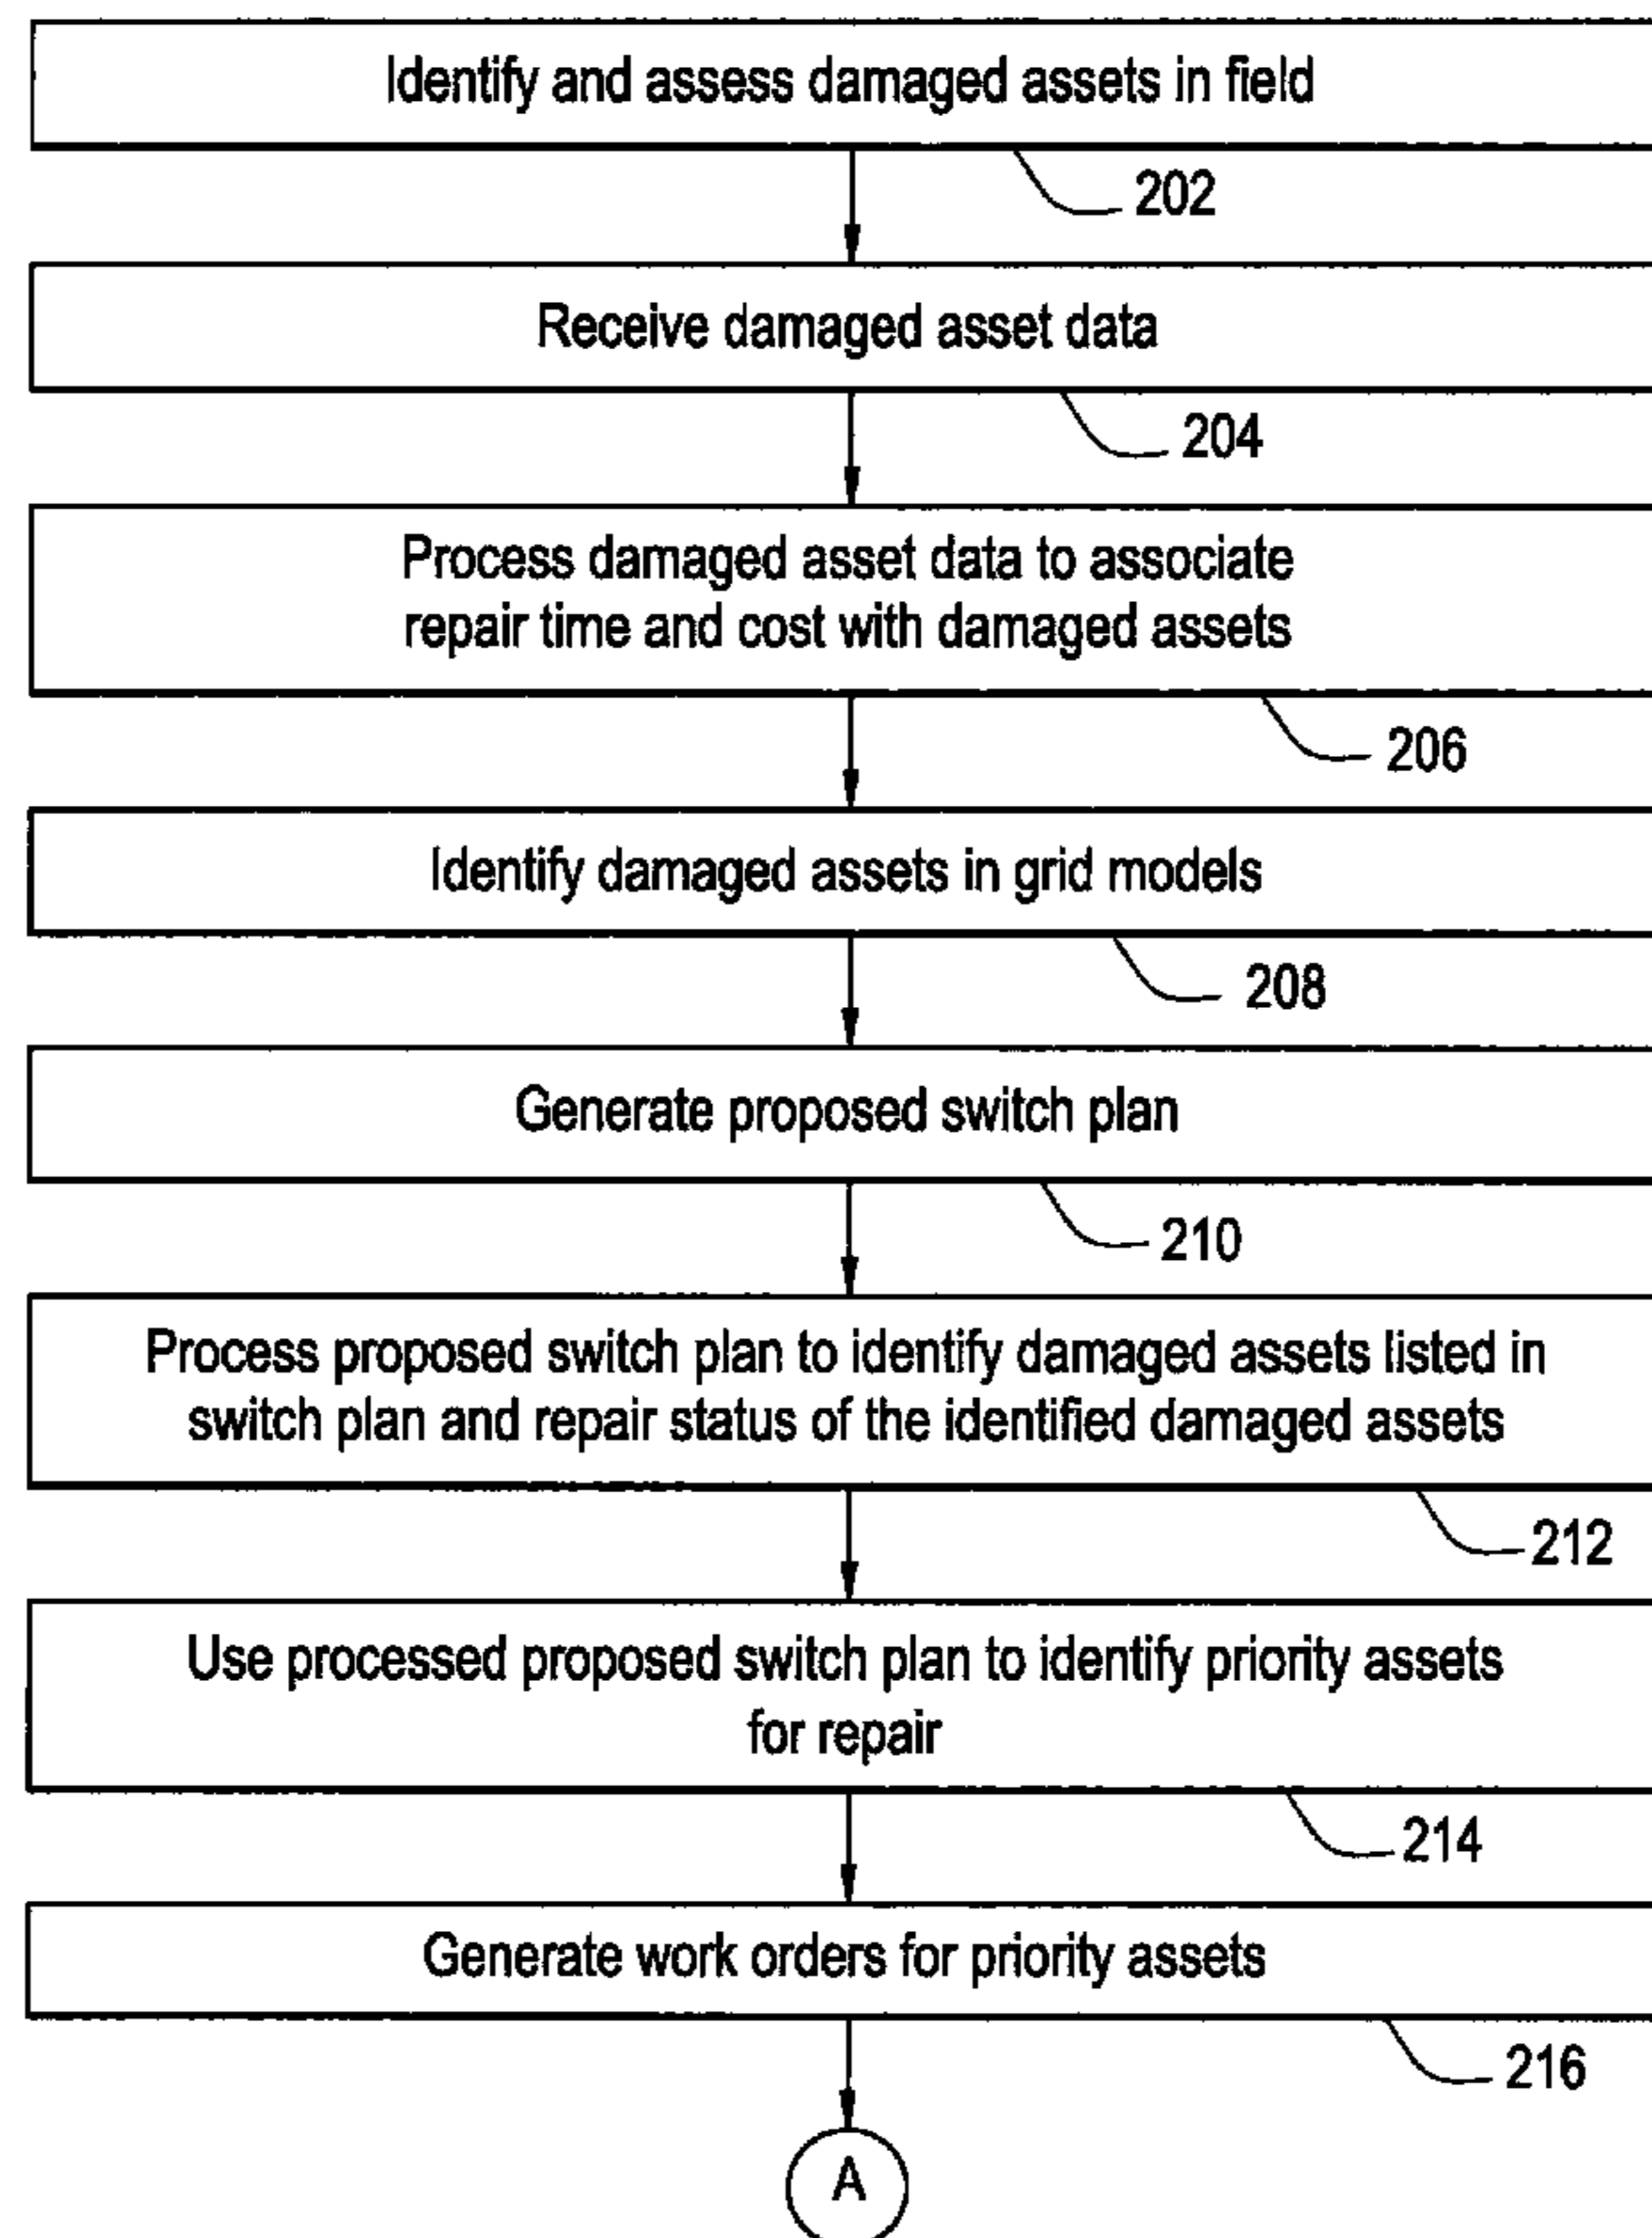 Identify and assess damaged assets in field
202
Receive damaged asset data
204
Process damaged asset data to associate
repair time and cost with damaged assets
206
Identify damaged assets in grid models
208
Generate proposed switch plan
210
Process proposed switch plan to identify damaged assets listed in
switch plan and repair status of the identified damaged assets
212
Use processed proposed switch plan to identify priority assets
for repair
214
Generate work orders for priority assets
216
A